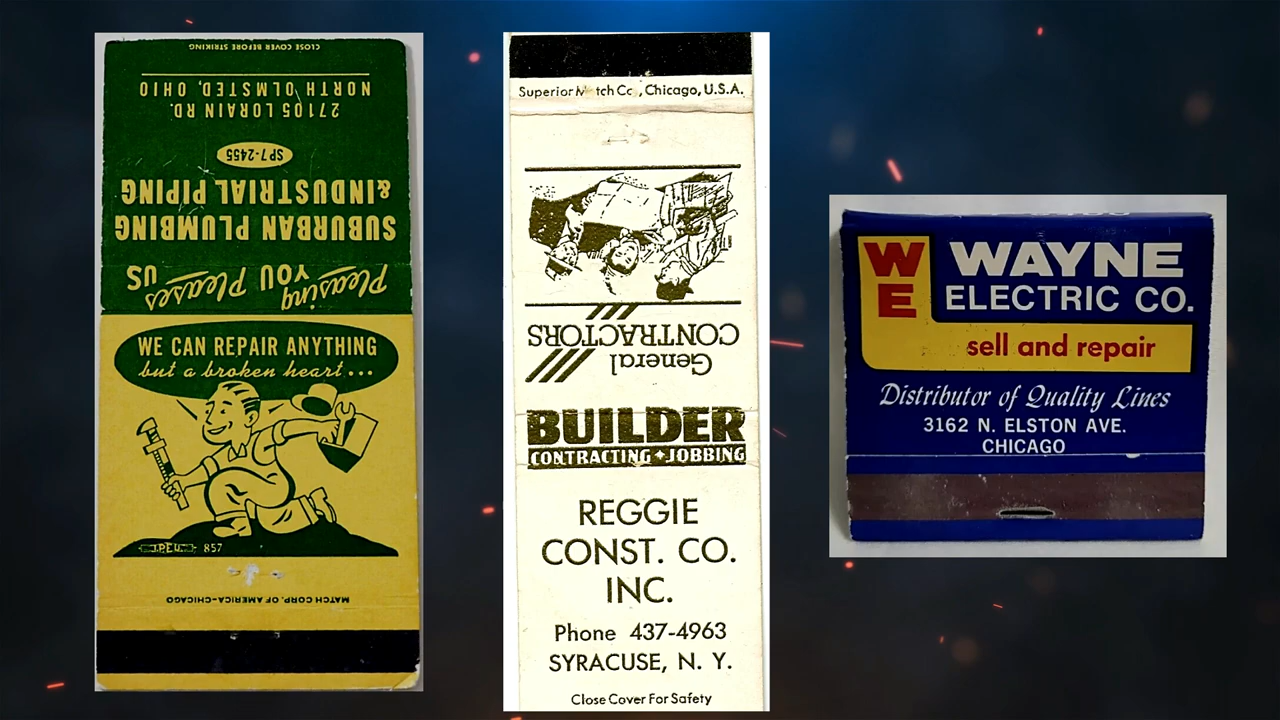 CLOSE COVER BEFORE STRIKING
27105 LORAIN RD.
NORTH OLMSTED, OHIO
SP7-2455
SUBURBAN PLUMBING
& INDUSTRIAL PIPING
Pleasing YOU Pleases US
WE CAN REPAIR ANYTHING
but a broken heart...
857
MATCH CORP. OF AMERICA-CHICAGO
Superior Match Co., Chicago, U.S.A.
General
CONTRACTORS
BUILDER
CONTRACTING JOBBING
REGGIE
CONST. CO.
INC.
Phone 437-4963
SYRACUSE, N. Y.
Close Cover For Safety
WE
WAYNE
ELECTRIC CO.
sell and repair
Distributor of Quality Lines
3162 N. ELSTON AVE.
CHICAGO